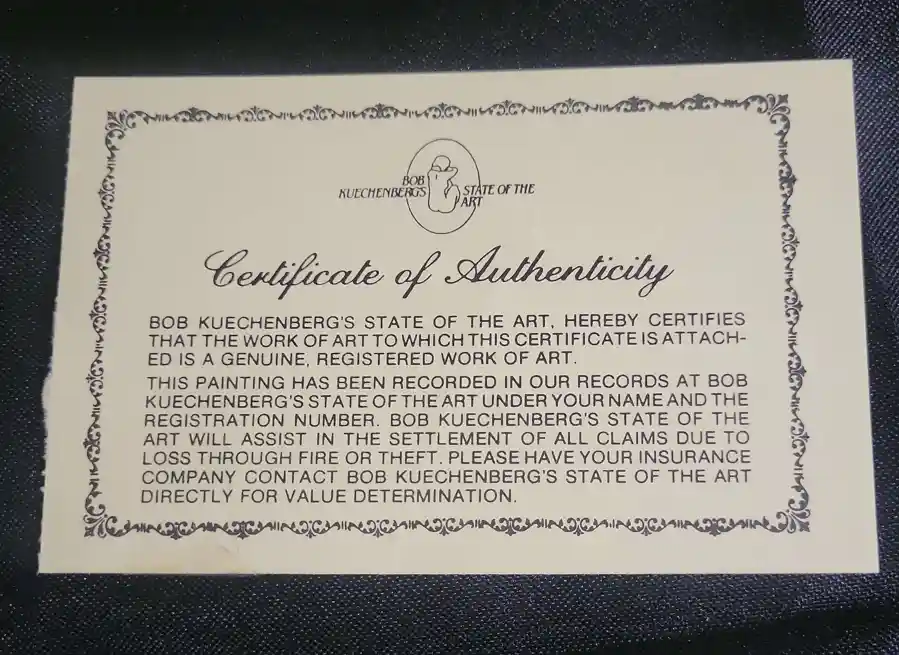 BOB
KUECHENBERG'S
STATE OF THE
ART
Certificate of Authenticity
BOB KUECHENBERG'S STATE OF THE ART, HEREBY CERTIFIES
THAT THE WORK OF ART TO WHICH THIS CERTIFICATE IS ATTACH-
ED IS A GENUINE, REGISTERED WORK OF ART.
THIS PAINTING HAS BEEN RECORDED IN OUR RECORDS AT BOB
KUECHENBERG'S STATE OF THE ART UNDER YOUR NAME AND THE
REGISTRATION NUMBER. BOB KUECHENBERG'S STATE OF THE
ART WILL ASSIST IN THE SETTLEMENT OF ALL CLAIMS DUE TO
LOSS THROUGH FIRE OR THEFT. PLEASE HAVE YOUR INSURANCE
COMPANY CONTACT BOB KUECHENBERG'S STATE OF THE ART
DIRECTLY FOR VALUE DETERMINATION.